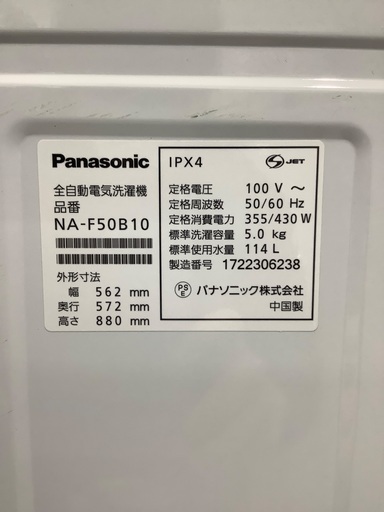 Panasonic
全自動電気洗濯機
品番
NA-F50B10
外形寸法
幅 562 mm
奥行 572 mm
高さ 880 mm
IPX4
S JET
定格電圧 100 V ～
定格周波数 50/60 Hz
定格消費電力 355/430 W
標準洗濯容量 5.0 kg
標準使用水量 114 L
製造番号 1722306238
PS E パナソニック株式会社
中国製